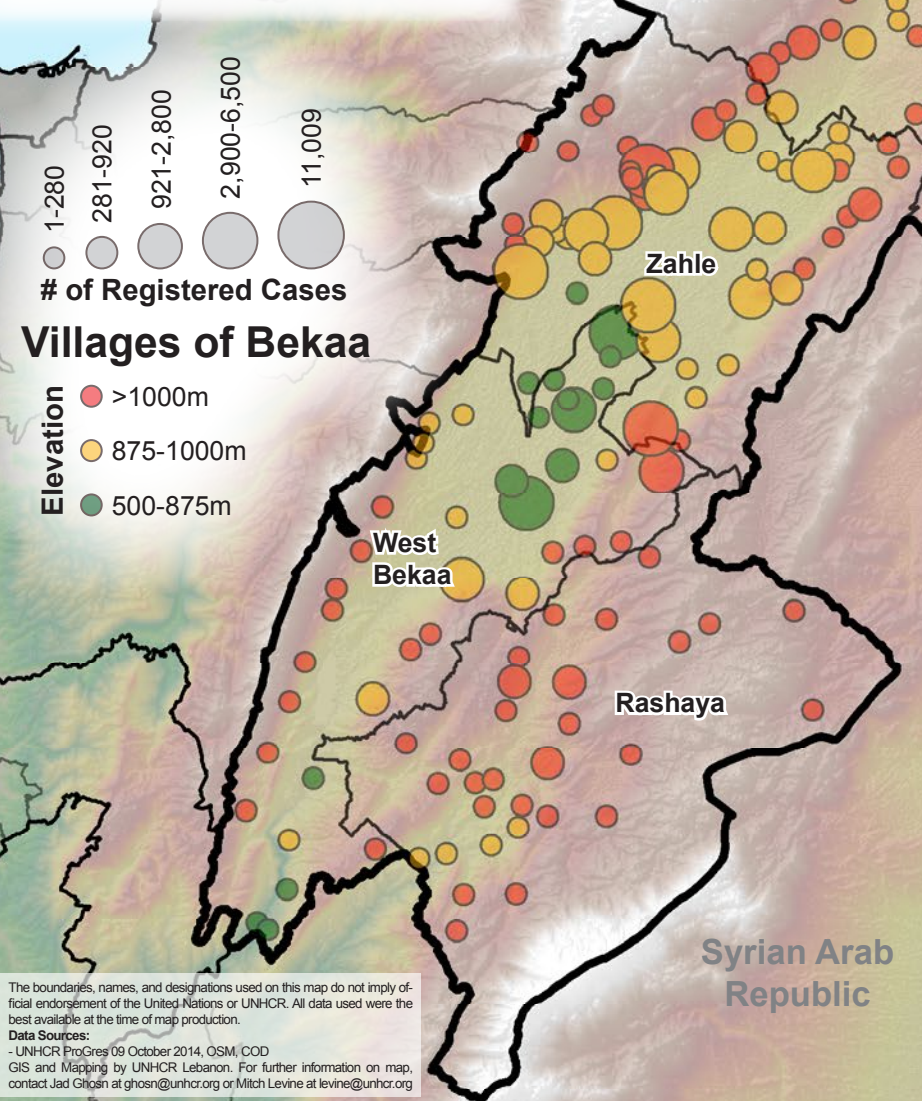 1-280
281-920
921-2,800
2,900-6,500
11,009
# of Registered Cases
Villages of Bekaa
Elevation
>1000m
875-1000m
500-875m
Zahle
West
Bekaa
Rashaya
Syrian Arab
Republic
The boundaries, names, and designations used on this map do not imply of-
ficial endorsement of the United Nations or UNHCR. All data used were the
best available at the time of map production.
Data Sources:
- UNHCR ProGres 09 October 2014, OSM, COD
GIS and Mapping by UNHCR Lebanon. For further information on map,
contact Jad Ghosn at ghosn@unhcr.org or Mitch Levine at levine@unhcr.org